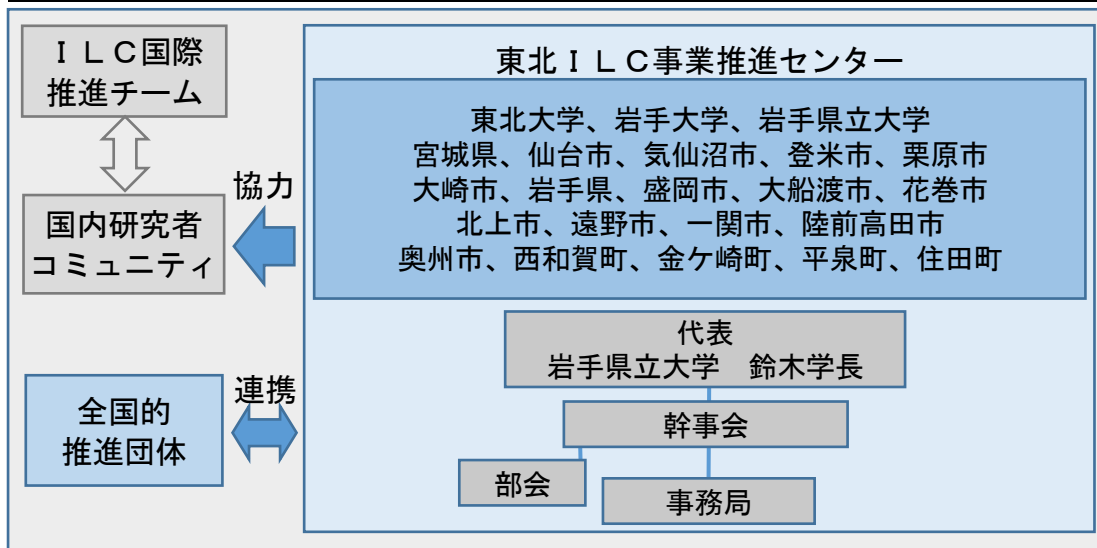 ＩＬＣ国際
推進チーム
国内研究者
コミュニティ
協力
全国的
推進団体
連携
東北ＩＬＣ事業推進センター
東北大学、岩手大学、岩手県立大学
宮城県、仙台市、気仙沼市、登米市、栗原市
大崎市、岩手県、盛岡市、大船渡市、花巻市
北上市、遠野市、一関市、陸前高田市
奥州市、西和賀町、金ケ崎町、平泉町、住田町
代表
岩手県立大学　鈴木学長
幹事会
部会
事務局